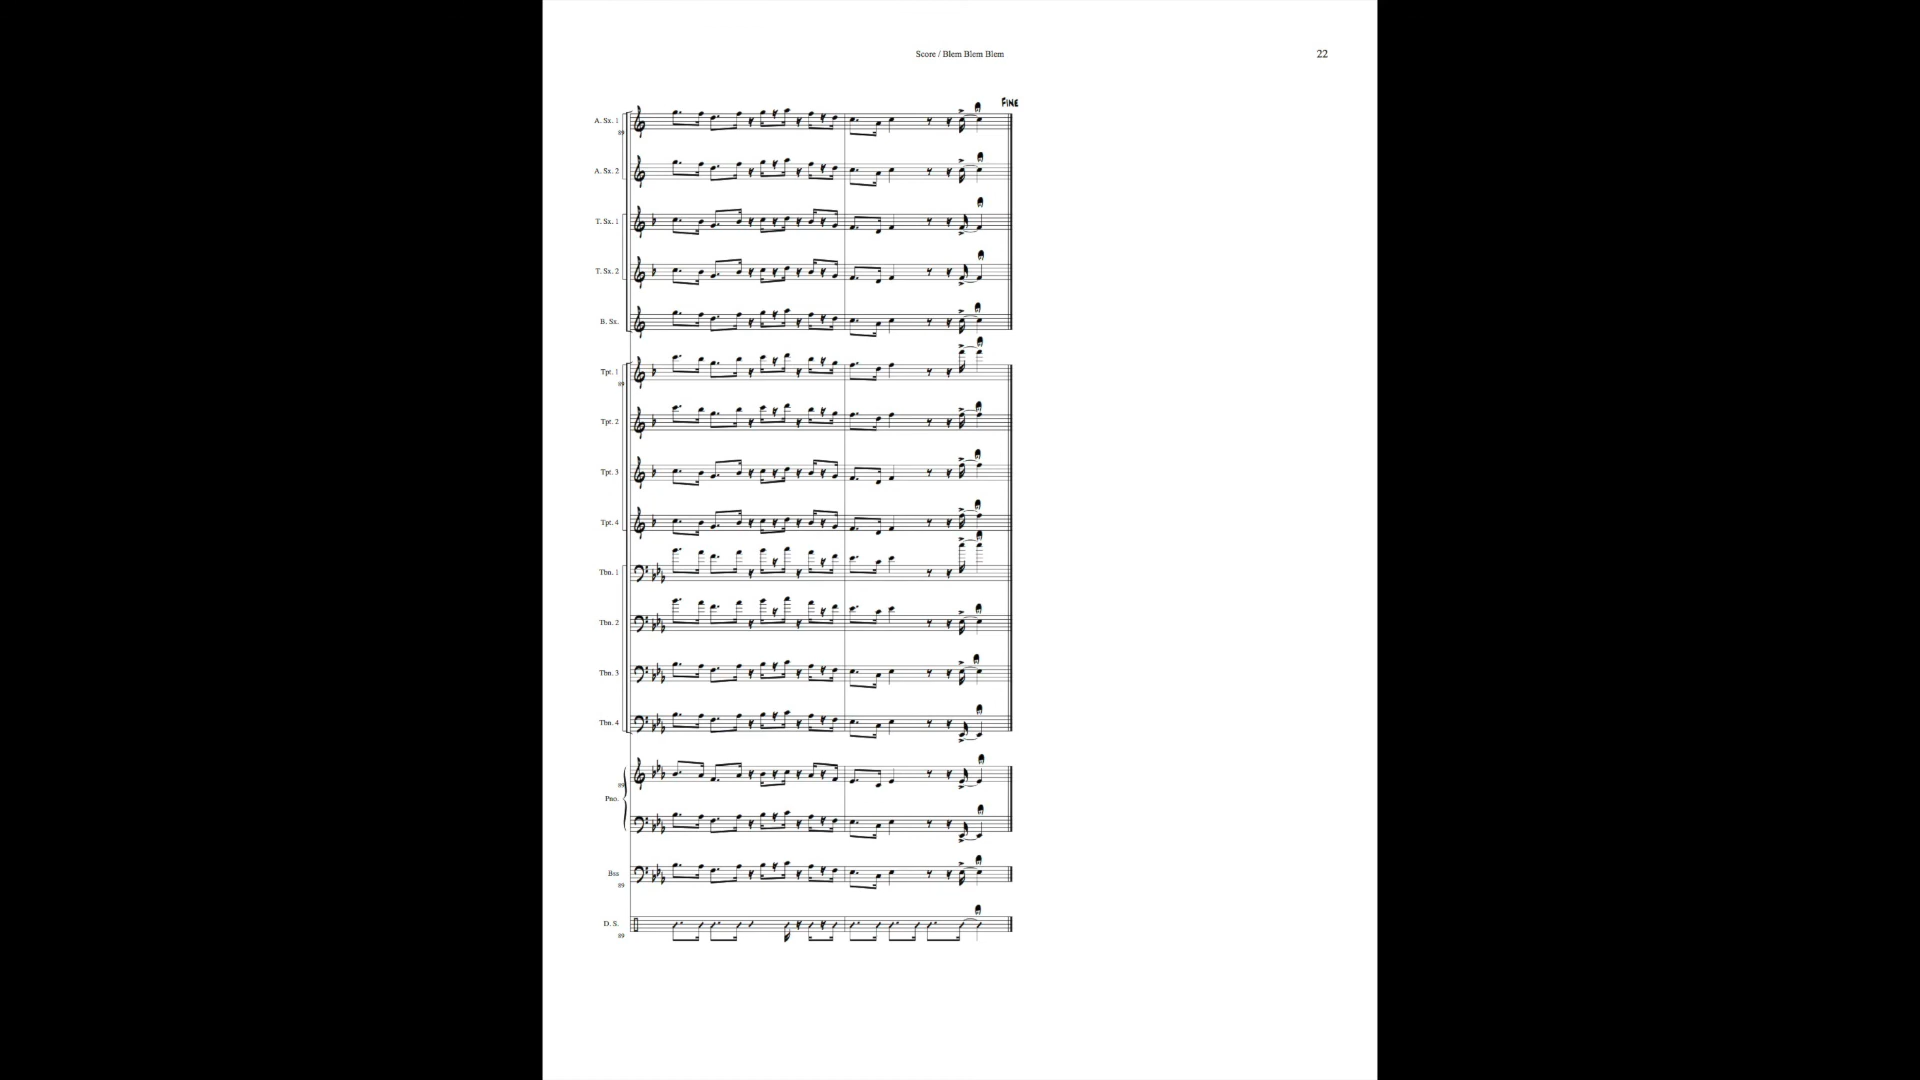 Score / Blem Blem Blem
22
FINE
A. Sx. 1
89
A. Sx. 2
T. Sx. 1
T. Sx. 2
B. Sx.
Tpt. 1
89
Tpt. 2
Tpt. 3
Tpt. 4
Tbn. 1
Tbn. 2
Tbn. 3
Tbn. 4
89
Pno.
Bss
89
D. S.
89